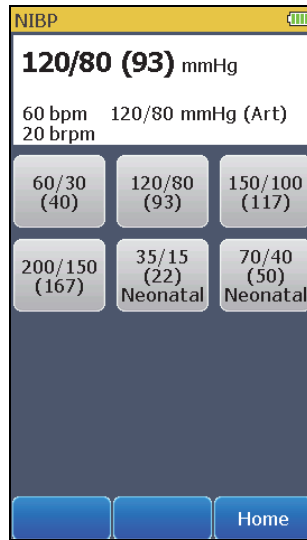 NIBP
120/80 (93) mmHg
60 bpm 120/80 mmHg (Art)
20 brpm
60/30
(40)
120/80
(93)
150/100
(117)
200/150
(167)
35/15
(22)
Neonatal
70/40
(50)
Neonatal
Home